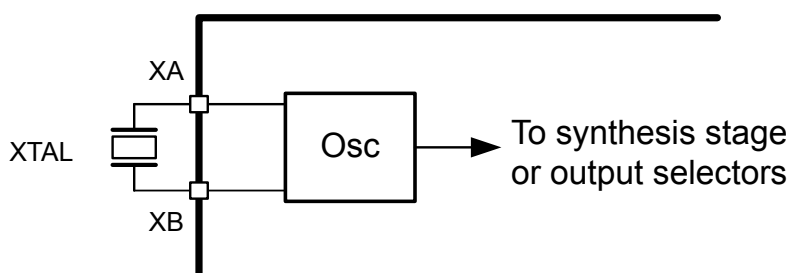 XA
XTAL
Osc
To synthesis stage
or output selectors
XB